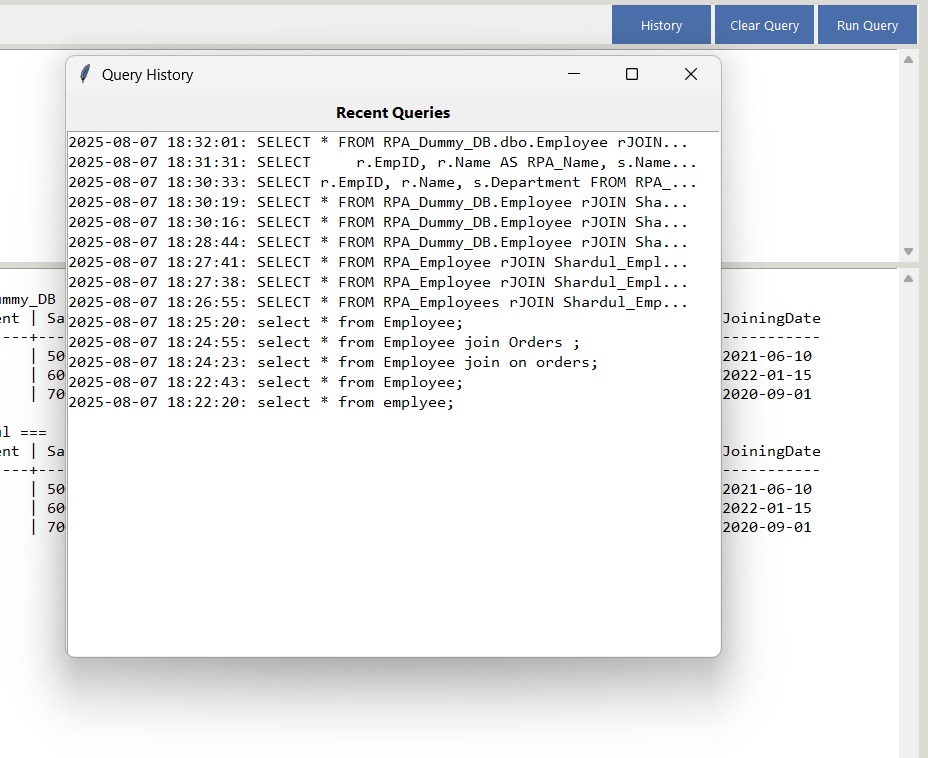 History Clear Query Run Query
Query History
Recent Queries
2025-08-07 18:32:01: SELECT * FROM RPA_Dummy_DB.dbo.Employee rJOIN...
2025-08-07 18:31:31: SELECT     r.EmpID, r.Name AS RPA_Name, s.Name...
2025-08-07 18:30:33: SELECT r.EmpID, r.Name, s.Department FROM RPA_...
2025-08-07 18:30:19: SELECT * FROM RPA_Dummy_DB.Employee rJOIN Sha...
2025-08-07 18:30:16: SELECT * FROM RPA_Dummy_DB.Employee rJOIN Sha...
2025-08-07 18:28:44: SELECT * FROM RPA_Dummy_DB.Employee rJOIN Sha...
2025-08-07 18:27:41: SELECT * FROM RPA_Employee rJOIN Shardul_Empl...
2025-08-07 18:27:38: SELECT * FROM RPA_Employee rJOIN Shardul_Empl...
2025-08-07 18:26:55: SELECT * FROM RPA_Employees rJOIN Shardul_Emp...
2025-08-07 18:25:20: select * from Employee;
2025-08-07 18:24:55: select * from Employee join Orders ;
2025-08-07 18:24:23: select * from Employee join on orders;
2025-08-07 18:22:43: select * from Employee;
2025-08-07 18:22:20: select * from emplyee;
ummy_DB
ent | Sa JoiningDate
---+--- -----------
| 50 2021-06-10
| 60 2022-01-15
| 70 2020-09-01
ul ===
ent | Sa JoiningDate
---+--- -----------
| 50 2021-06-10
| 60 2022-01-15
| 70 2020-09-01